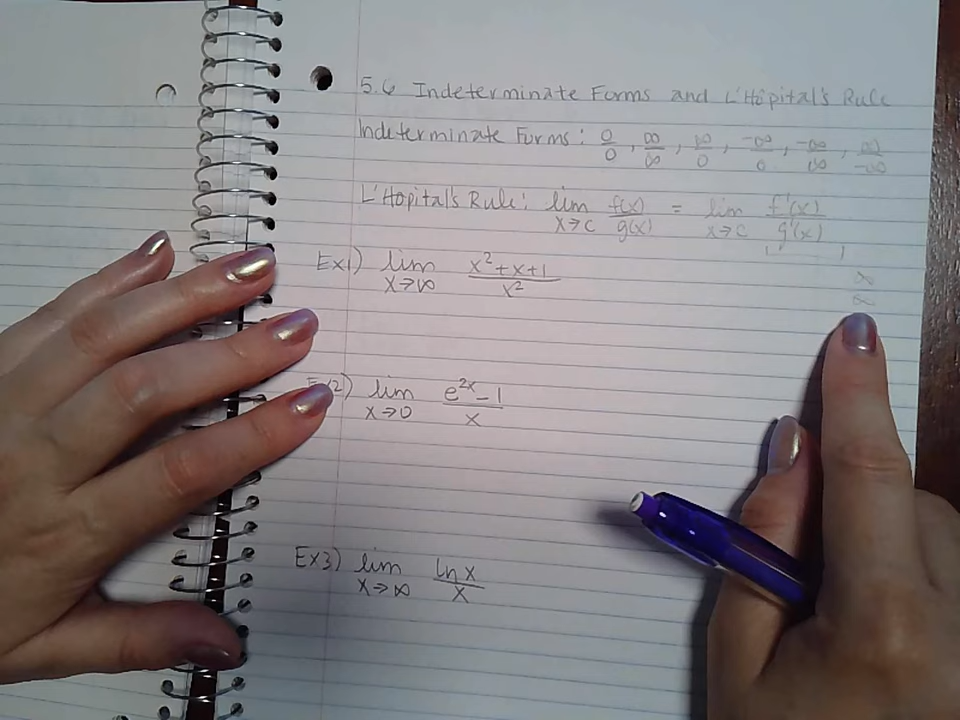 5.6 Indeterminate Forms and L'Hôpital's Rule
Indeterminate Forms: 0/0, ∞/∞, ∞/0, -∞/0, -∞/∞, ∞/-∞
L'Hôpital's Rule: lim x→c f(x)/g(x) = lim x→c f'(x)/g'(x)
Ex1) lim x→∞ x²+x+1/x²
∞/∞
Ex2) lim x→0 e^2x-1/x
Ex3) lim x→∞ ln x/x